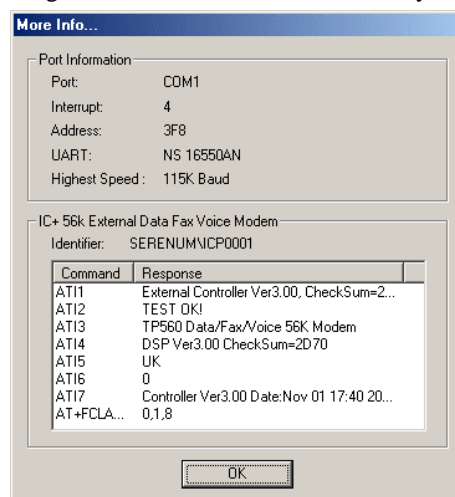 More Info...
Port Information
Port: COM1
Interrupt: 4
Address: 3F8
UART: NS 16550AN
Highest Speed : 115K Baud
IC+ 56k External Data Fax Voice Modem
Identifier: SERENUM\ICP0001
Command Response
ATI1 External Controller Ver3.00, CheckSum=2...
ATI2 TEST OK!
ATI3 TP560 Data/Fax/Voice 56K Modem
ATI4 DSP Ver3.00 CheckSum=2D70
ATI5 UK
ATI6 0
ATI7 Controller Ver3.00 Date:Nov 01 17:40 20...
AT+FCLA... 0,1,8
OK